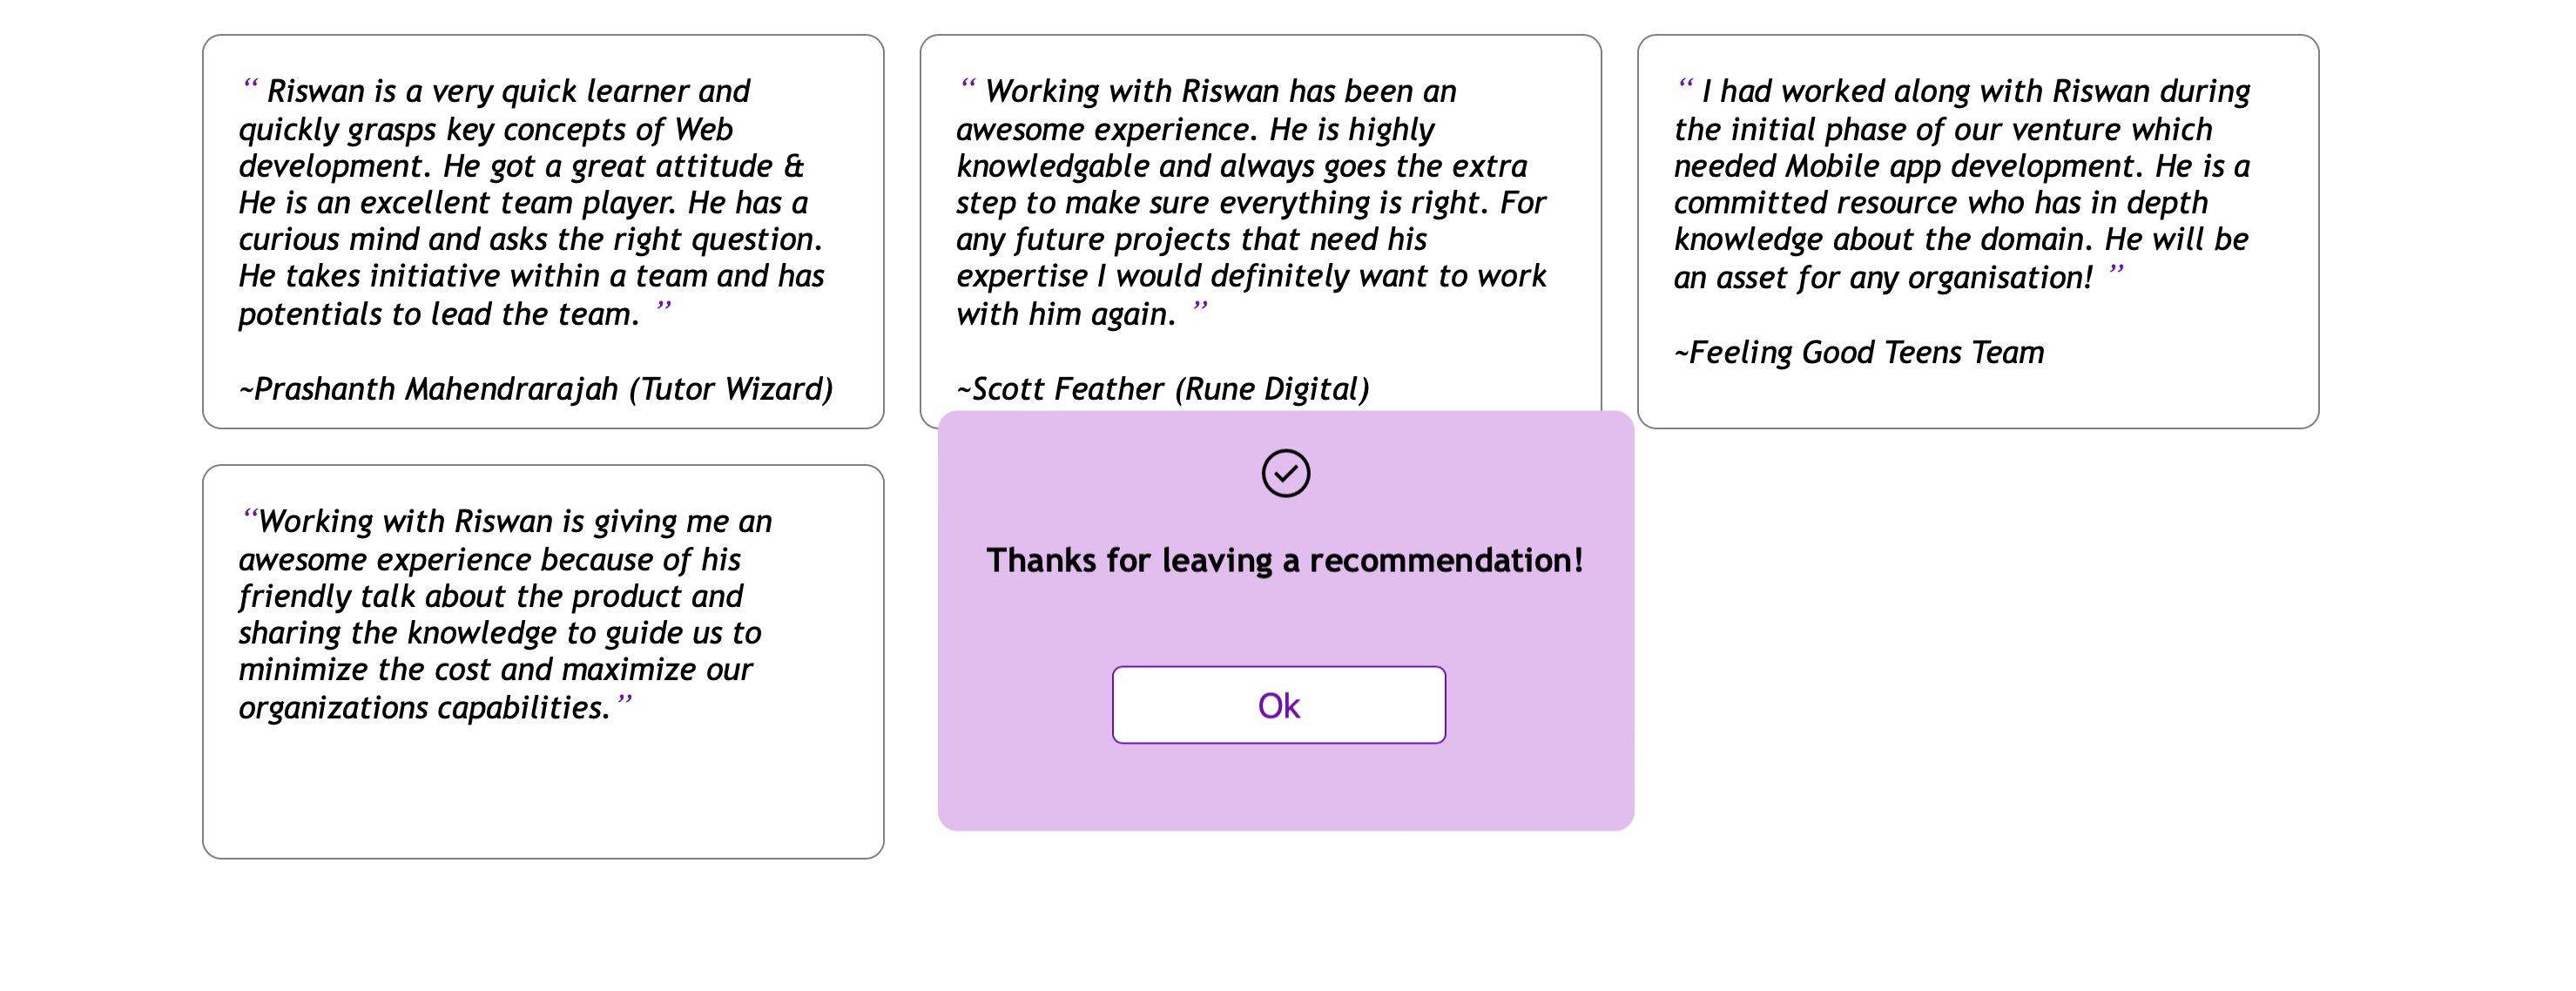 “ Riswan is a very quick learner and
quickly grasps key concepts of Web
development. He got a great attitude &
He is an excellent team player. He has a
curious mind and asks the right question.
He takes initiative within a team and has
potentials to lead the team. ”
~Prashanth Mahendrarajah (Tutor Wizard)
“ Working with Riswan has been an
awesome experience. He is highly
knowledgable and always goes the extra
step to make sure everything is right. For
any future projects that need his
expertise I would definitely want to work
with him again. ”
~Scott Feather (Rune Digital)
“ I had worked along with Riswan during
the initial phase of our venture which
needed Mobile app development. He is a
committed resource who has in depth
knowledge about the domain. He will be
an asset for any organisation! ”
~Feeling Good Teens Team
“Working with Riswan is giving me an
awesome experience because of his
friendly talk about the product and
sharing the knowledge to guide us to
minimize the cost and maximize our
organizations capabilities.”
Thanks for leaving a recommendation!
Ok